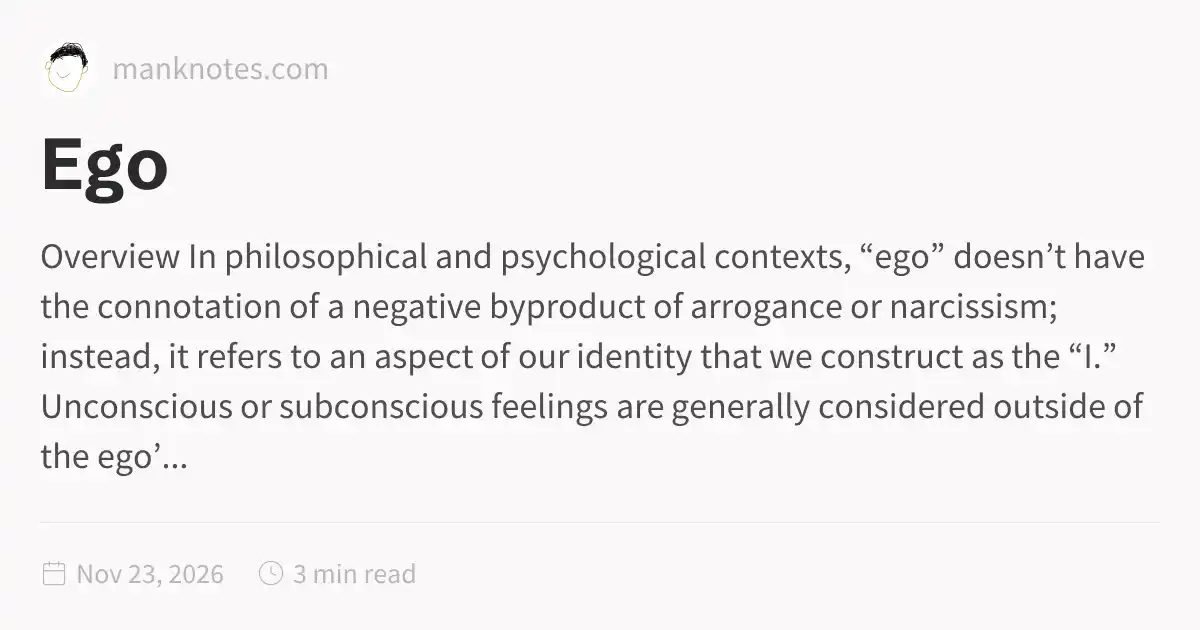 manknotes.com
Ego
Overview In philosophical and psychological contexts, “ego” doesn’t have
the connotation of a negative byproduct of arrogance or narcissism;
instead, it refers to an aspect of our identity that we construct as the “I.”
Unconscious or subconscious feelings are generally considered outside of
the ego’...
Nov 23, 2026 3 min read